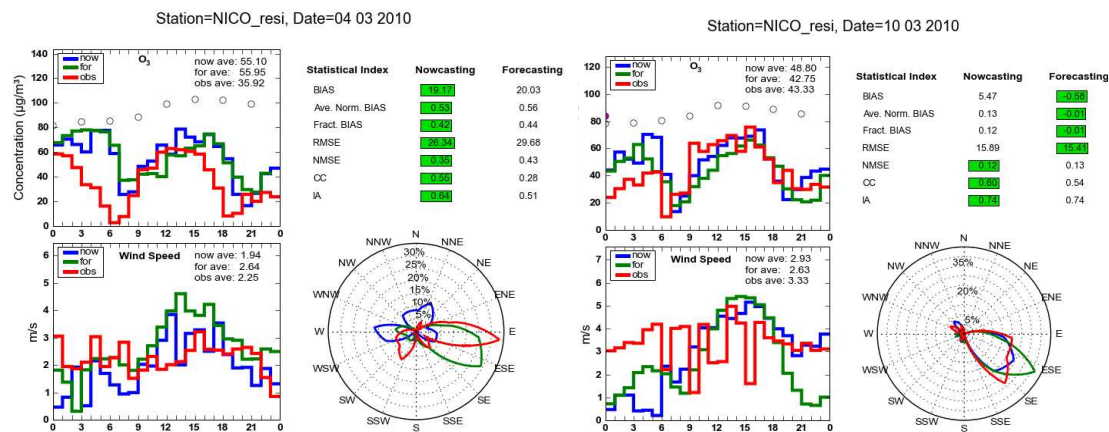 Station=NICO_resi, Date=04 03 2010
140
120
100
80
60
40
20
0
Concentration (µg/m³)
now
for
obs
O3
now ave: 55.10
for ave: 55.95
obs ave: 35.92
0 3 6 9 12 15 18 21 0
Statistical Index Nowcasting Forecasting
BIAS 19.17 20.03
Ave. Norm. BIAS 0.53 0.56
Fract. BIAS 0.42 0.44
RMSE 26.34 29.68
NMSE 0.35 0.43
CC 0.55 0.28
IA 0.64 0.51
6
5
4
3
2
1
0
m/s
now
for
obs
Wind Speed
now ave: 1.94
for ave: 2.64
obs ave: 2.25
0 3 6 9 12 15 18 21 0
N
NNE
NE
ENE
E
ESE
SE
SSE
S
SSW
SW
WSW
W
WNW
NW
NNW
30%
25%
20%
15%
10%
5%
Station=NICO_resi, Date=10 03 2010
120
100
80
60
40
20
0
now
for
obs
O3
now ave: 48.80
for ave: 42.75
obs ave: 43.33
0 3 6 9 12 15 18 21 0
Statistical Index Nowcasting Forecasting
BIAS 5.47 -0.58
Ave. Norm. BIAS 0.13 -0.01
Fract. BIAS 0.12 -0.01
RMSE 15.89 15.41
NMSE 0.12 0.13
CC 0.60 0.54
IA 0.74 0.74
7
6
5
4
3
2
1
0
m/s
now
for
obs
Wind Speed
now ave: 2.93
for ave: 2.63
obs ave: 3.33
0 3 6 9 12 15 18 21 0
N
NNE
NE
ENE
E
ESE
SE
SSE
S
SSW
SW
WSW
W
WNW
NW
NNW
35%
20%
5%